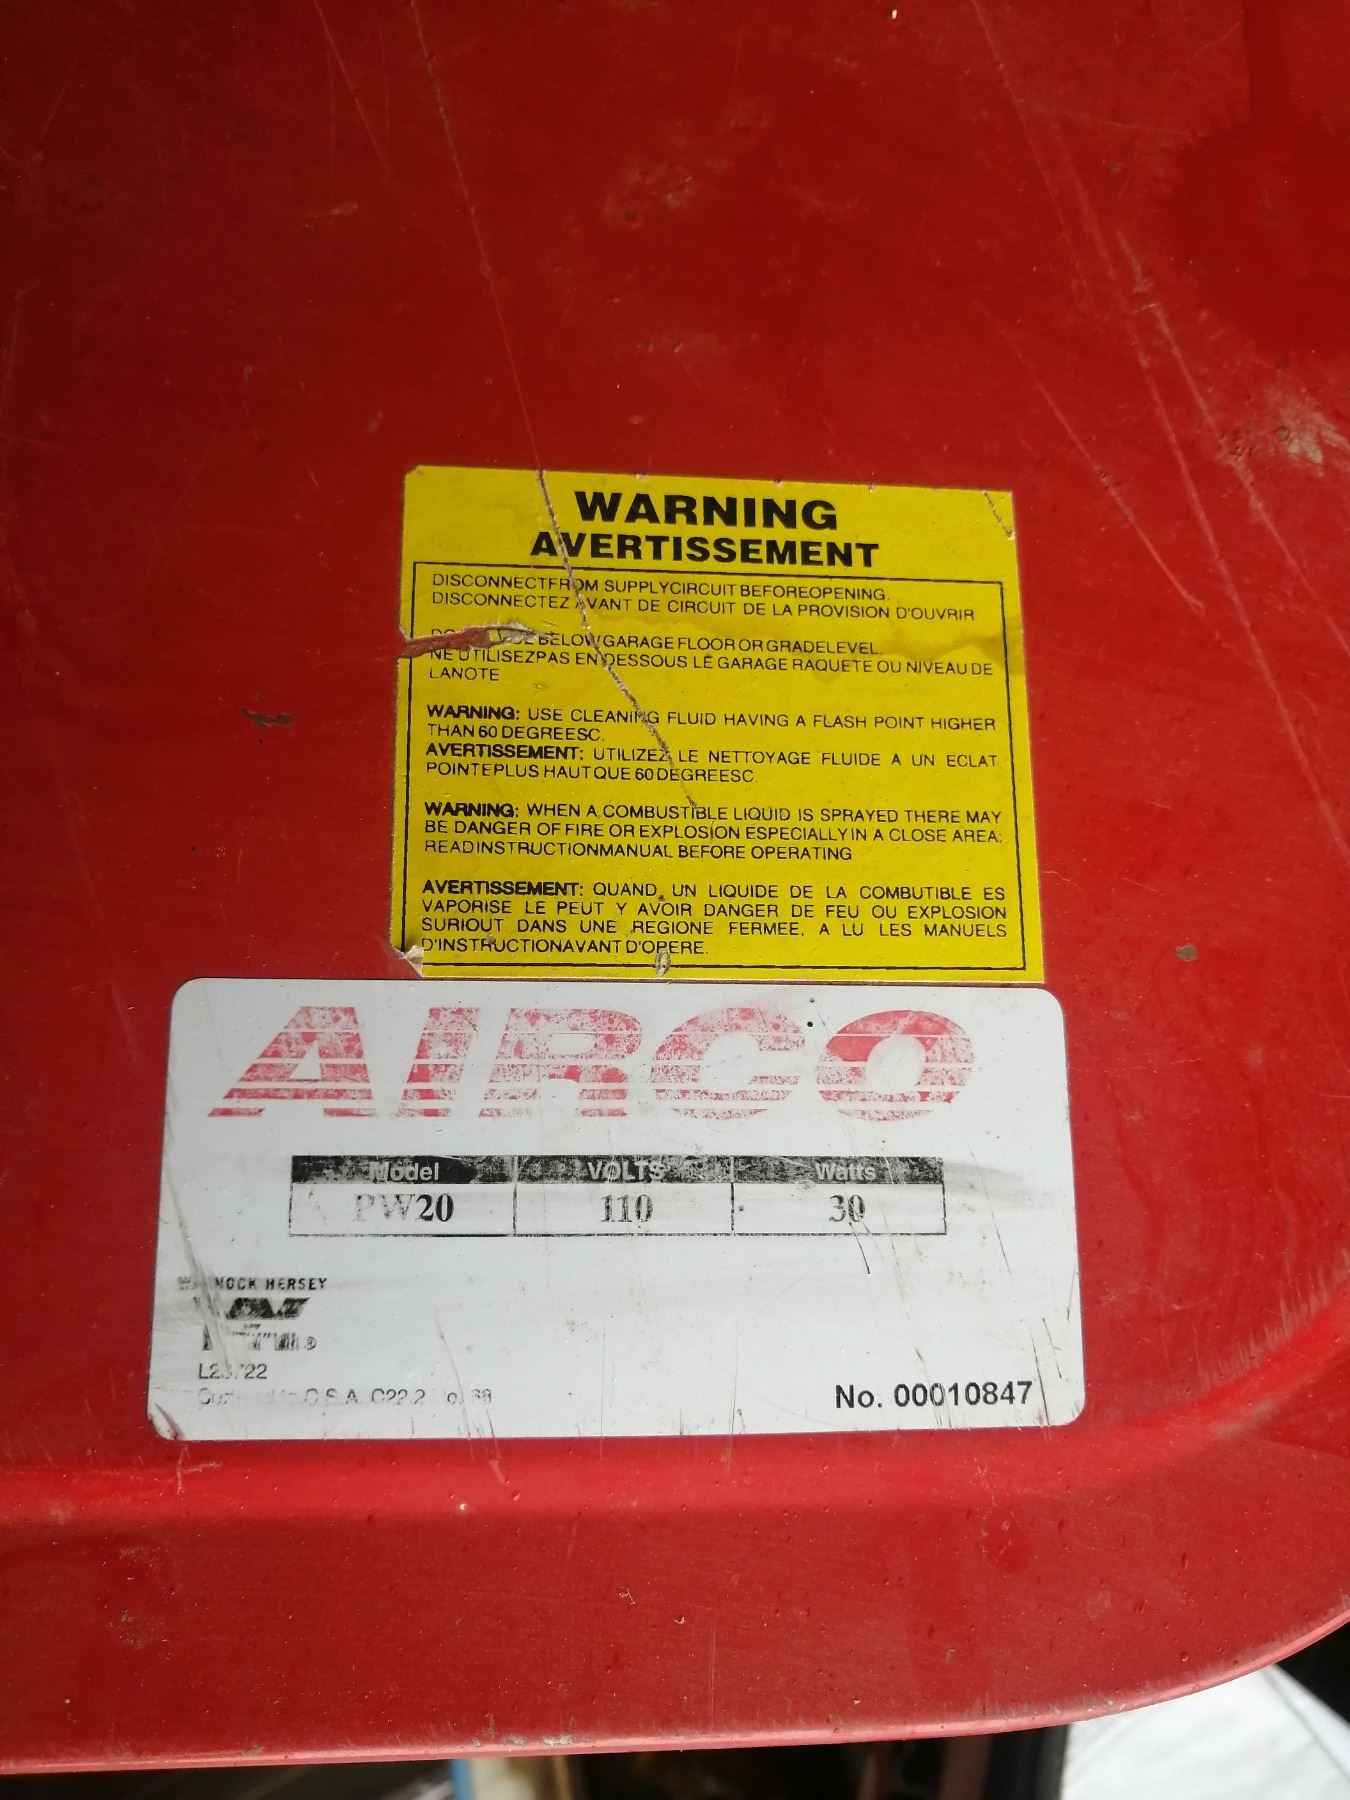 WARNING
AVERTISSEMENT
DISCONNECTFROM SUPPLYCIRCUIT BEFOREOPENING.
DISCONNECTEZ AVANT DE CIRCUIT DE LA PROVISION D'OUVRIR
BELOW GARAGE FLOOR OR GRADELEVEL.
NE UTILISEZPAS EN DESSOUS LE GARAGE RAQUETE OU NIVEAU DE
LANOTE
WARNING: USE CLEANING FLUID HAVING A FLASH POINT HIGHER
THAN 60 DEGREESC.
AVERTISSEMENT: UTILIZEZ LE NETTOYAGE FLUIDE A UN ECLAT
POINTEPLUS HAUT QUE 60 DEGREESC.
WARNING: WHEN A COMBUSTIBLE LIQUID IS SPRAYED THERE MAY
BE DANGER OF FIRE OR EXPLOSION ESPECIALLY IN A CLOSE AREA:
READINSTRUCTIONMANUAL BEFORE OPERATING
AVERTISSEMENT: QUAND UN LIQUIDE DE LA COMBUTIBLE ES
VAPORISE LE PEUT Y AVOIR DANGER DE FEU OU EXPLOSION
SURIOUT DANS UNE REGIONE FERMEE, A LU LES MANUELS
D'INSTRUCTIONAVANT D'OPERE.
AIRCO
Model VOLTS Watts
PW20 110 30
HERSEY
C.S.A. C22.2
No. 00010847